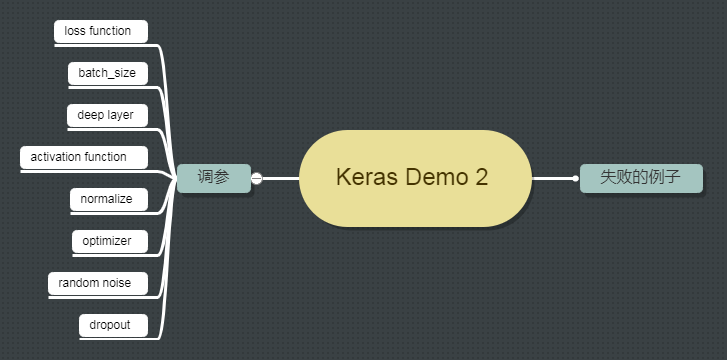 loss function
batch_size
deep layer
activation function
normalize
optimizer
random noise
dropout
调参
Keras Demo 2
失败的例子